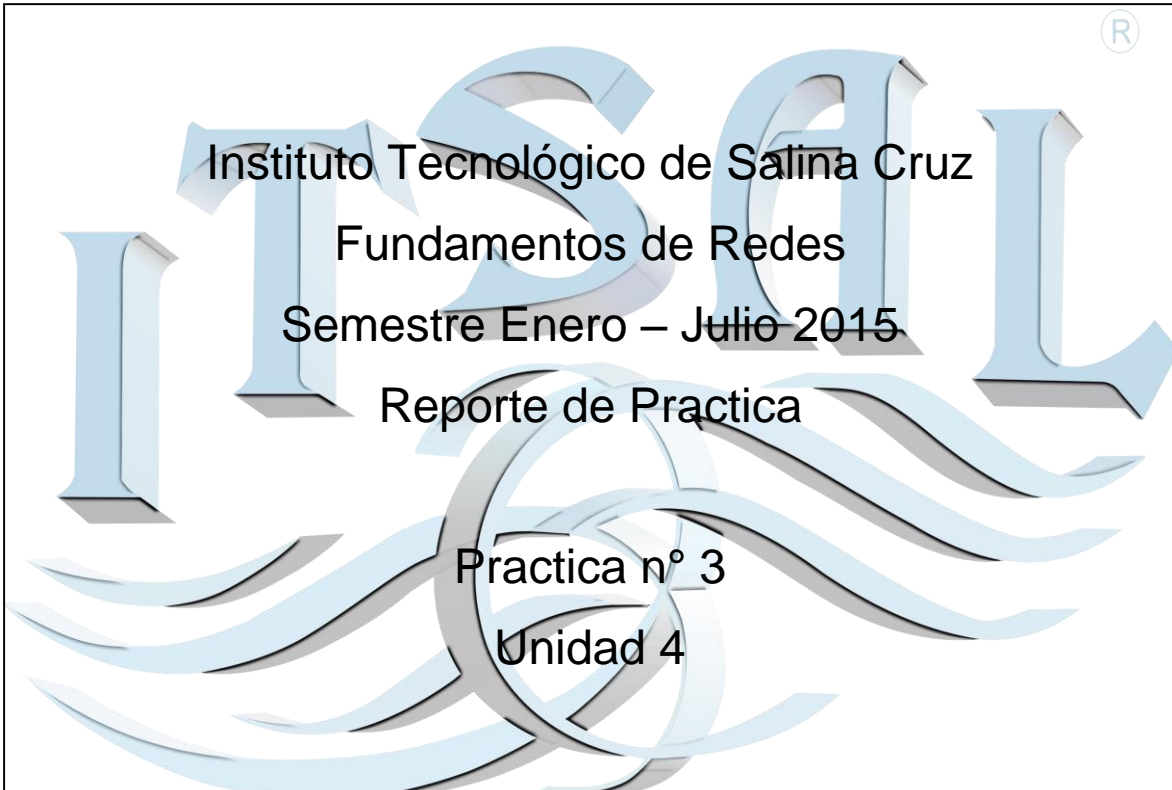 ®
ITSAL
Instituto Tecnológico de Salina Cruz
Fundamentos de Redes
Semestre Enero – Julio 2015
Reporte de Practica
Practica n° 3
Unidad 4